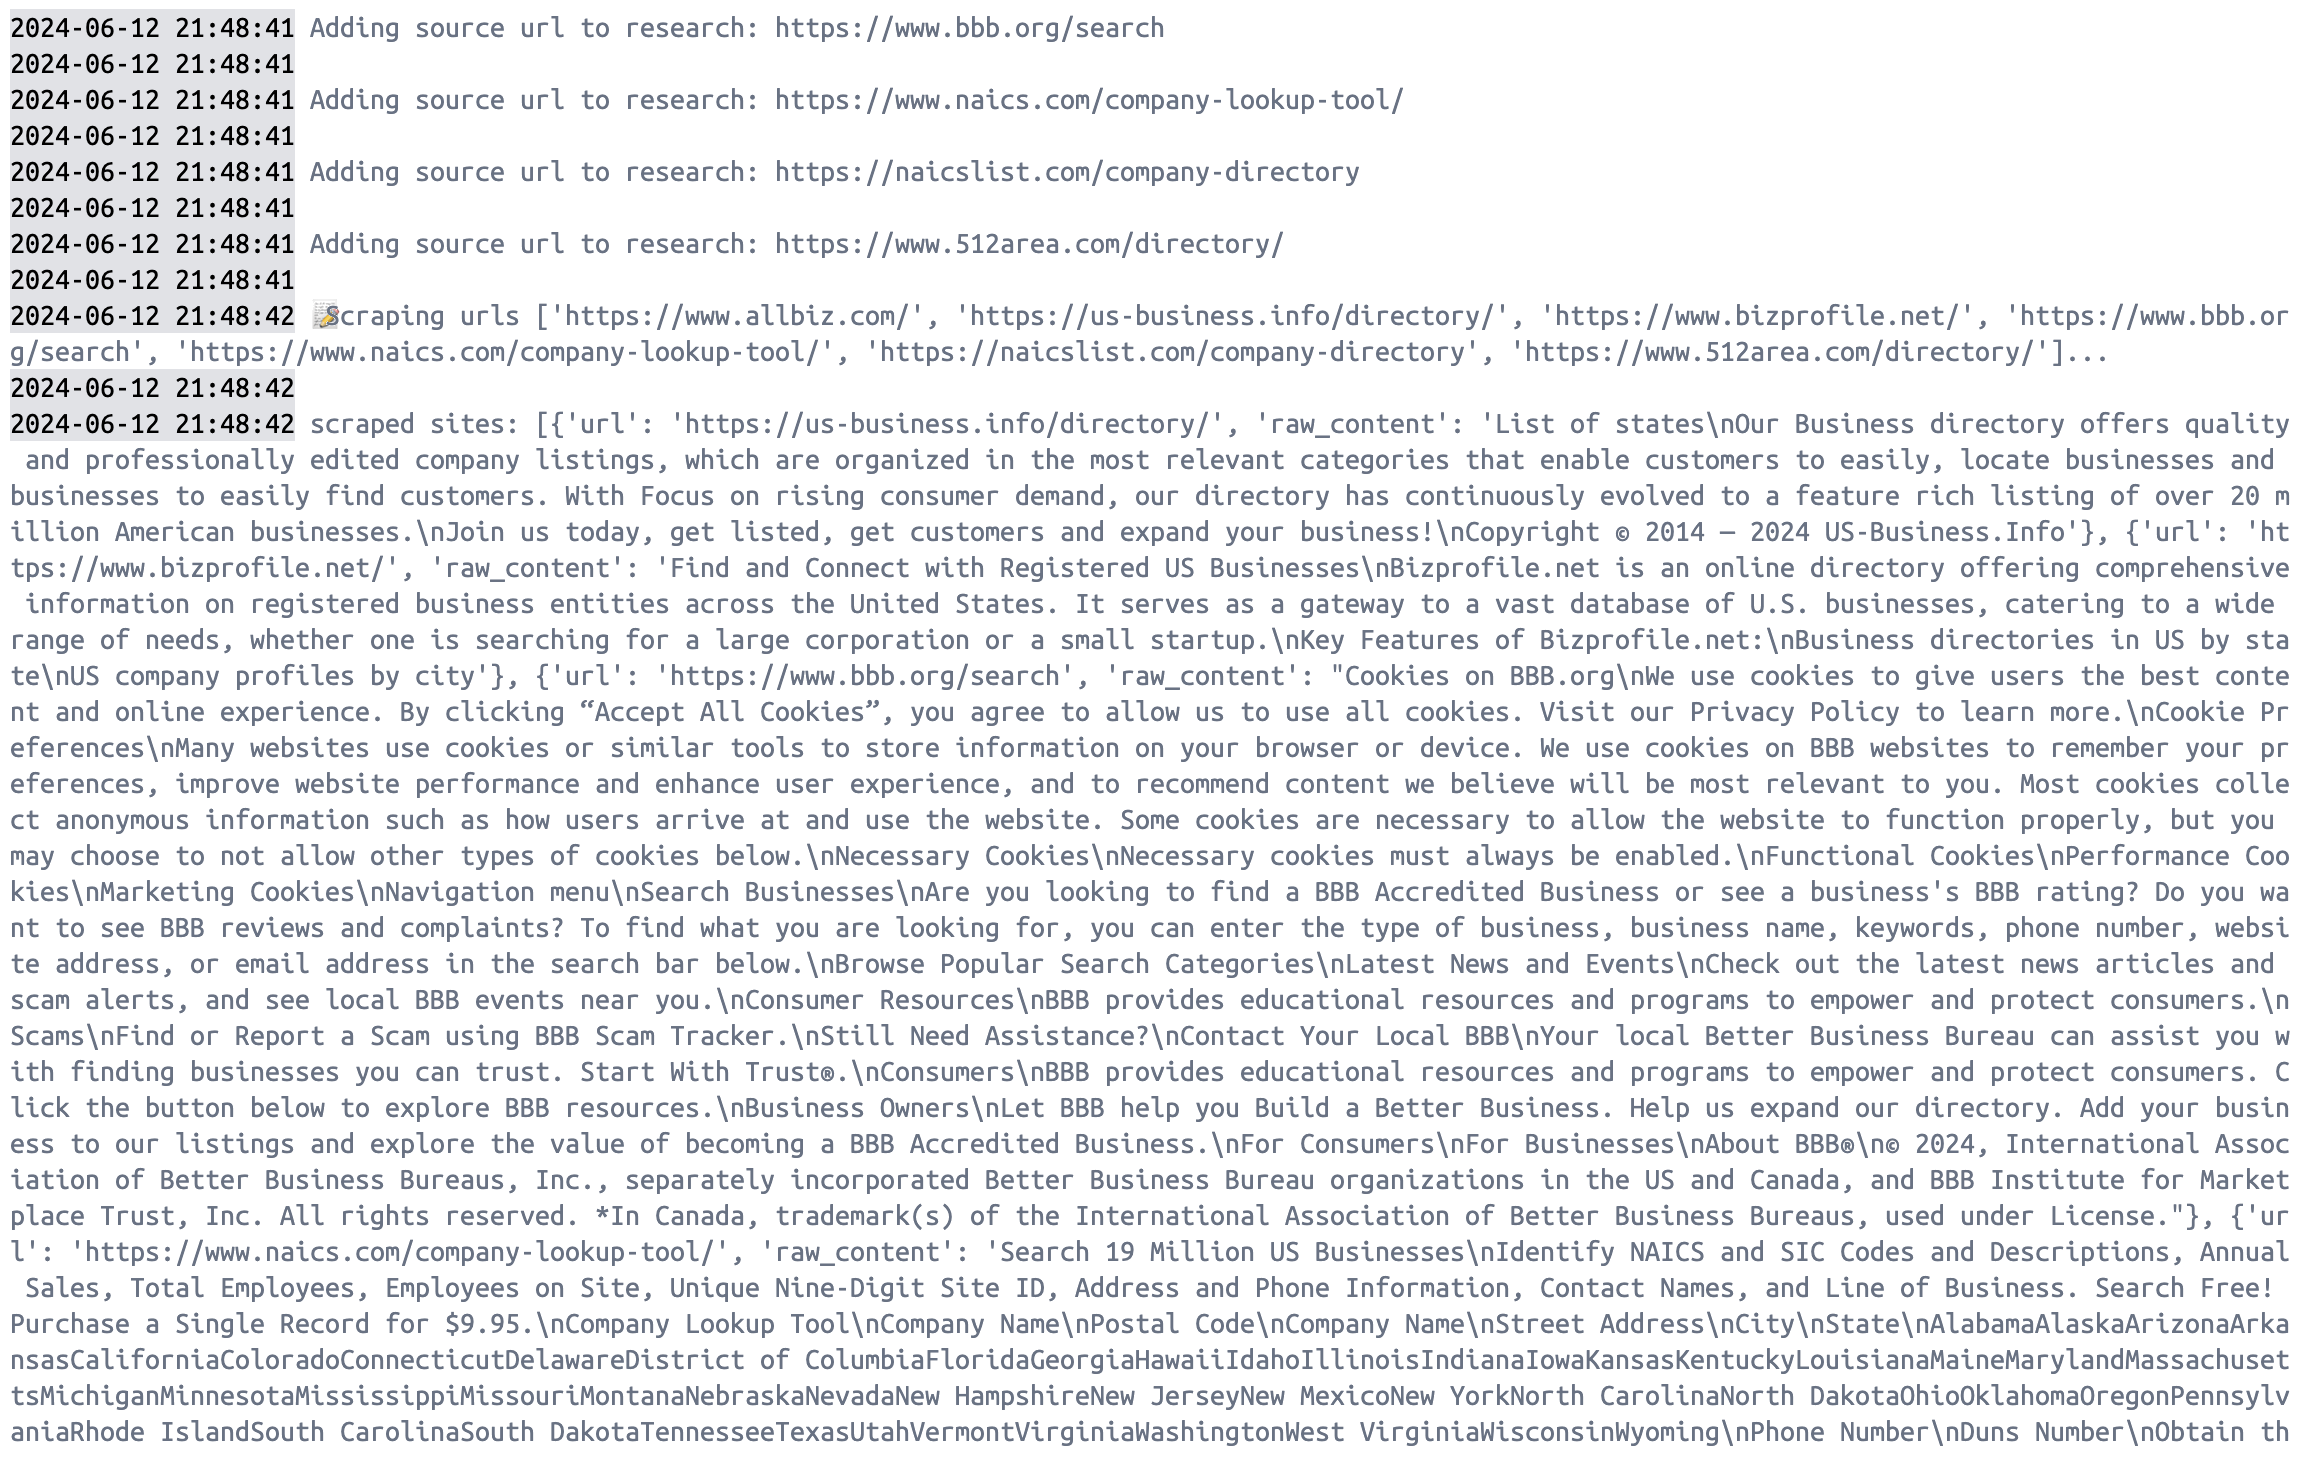 2024-06-12 21:48:41 Adding source url to research: https://www.bbb.org/search
2024-06-12 21:48:41
2024-06-12 21:48:41 Adding source url to research: https://www.naics.com/company-lookup-tool/
2024-06-12 21:48:41
2024-06-12 21:48:41 Adding source url to research: https://naicslist.com/company-directory
2024-06-12 21:48:41
2024-06-12 21:48:41 Adding source url to research: https://www.512area.com/directory/
2024-06-12 21:48:41
2024-06-12 21:48:42 📝Scraping urls ['https://www.allbiz.com/', 'https://us-business.info/directory/', 'https://www.bizprofile.net/', 'https://www.bbb.or
g/search', 'https://www.naics.com/company-lookup-tool/', 'https://naicslist.com/company-directory', 'https://www.512area.com/directory/']...
2024-06-12 21:48:42
2024-06-12 21:48:42 scraped sites: [{'url': 'https://us-business.info/directory/', 'raw_content': 'List of states\nOur Business directory offers quality
 and professionally edited company listings, which are organized in the most relevant categories that enable customers to easily, locate businesses and
businesses to easily find customers. With Focus on rising consumer demand, our directory has continuously evolved to a feature rich listing of over 20 m
illion American businesses.\nJoin us today, get listed, get customers and expand your business!\nCopyright © 2014 — 2024 US-Business.Info'}, {'url': 'ht
tps://www.bizprofile.net/', 'raw_content': 'Find and Connect with Registered US Businesses\nBizprofile.net is an online directory offering comprehensive
 information on registered business entities across the United States. It serves as a gateway to a vast database of U.S. businesses, catering to a wide
range of needs, whether one is searching for a large corporation or a small startup.\nKey Features of Bizprofile.net:\nBusiness directories in US by sta
te\nUS company profiles by city'}, {'url': 'https://www.bbb.org/search', 'raw_content': "Cookies on BBB.org\nWe use cookies to give users the best conte
nt and online experience. By clicking “Accept All Cookies”, you agree to allow us to use all cookies. Visit our Privacy Policy to learn more.\nCookie Pr
eferences\nMany websites use cookies or similar tools to store information on your browser or device. We use cookies on BBB websites to remember your pr
eferences, improve website performance and enhance user experience, and to recommend content we believe will be most relevant to you. Most cookies colle
ct anonymous information such as how users arrive at and use the website. Some cookies are necessary to allow the website to function properly, but you
may choose to not allow other types of cookies below.\nNecessary Cookies\nNecessary cookies must always be enabled.\nFunctional Cookies\nPerformance Coo
kies\nMarketing Cookies\nNavigation menu\nSearch Businesses\nAre you looking to find a BBB Accredited Business or see a business's BBB rating? Do you wa
nt to see BBB reviews and complaints? To find what you are looking for, you can enter the type of business, business name, keywords, phone number, websi
te address, or email address in the search bar below.\nBrowse Popular Search Categories\nLatest News and Events\nCheck out the latest news articles and
scam alerts, and see local BBB events near you.\nConsumer Resources\nBBB provides educational resources and programs to empower and protect consumers.\n
Scams\nFind or Report a Scam using BBB Scam Tracker.\nStill Need Assistance?\nContact Your Local BBB\nYour local Better Business Bureau can assist you w
ith finding businesses you can trust. Start With Trust®.\nConsumers\nBBB provides educational resources and programs to empower and protect consumers. C
lick the button below to explore BBB resources.\nBusiness Owners\nLet BBB help you Build a Better Business. Help us expand our directory. Add your busin
ess to our listings and explore the value of becoming a BBB Accredited Business.\nFor Consumers\nFor Businesses\nAbout BBB®\n© 2024, International Assoc
iation of Better Business Bureaus, Inc., separately incorporated Better Business Bureau organizations in the US and Canada, and BBB Institute for Market
place Trust, Inc. All rights reserved. *In Canada, trademark(s) of the International Association of Better Business Bureaus, used under License."}, {'ur
l': 'https://www.naics.com/company-lookup-tool/', 'raw_content': 'Search 19 Million US Businesses\nIdentify NAICS and SIC Codes and Descriptions, Annual
 Sales, Total Employees, Employees on Site, Unique Nine-Digit Site ID, Address and Phone Information, Contact Names, and Line of Business. Search Free!
Purchase a Single Record for $9.95.\nCompany Lookup Tool\nCompany Name\nPostal Code\nCompany Name\nStreet Address\nCity\nState\nAlabamaAlaskaArizonaArka
nsasCaliforniaColoradoConnecticutDelawareDistrict of ColumbiaFloridaGeorgiaHawaiiIdahoIllinoisIndianaIowaKansasKentuckyLouisianaMaineMarylandMassachuset
tsMichiganMinnesotaMississippiMissouriMontanaNebraskaNevadaNew HampshireNew JerseyNew MexicoNew YorkNorth CarolinaNorth DakotaOhioOklahomaOregonPennsylv
aniaRhode IslandSouth CarolinaSouth DakotaTennesseeTexasUtahVermontVirginiaWashingtonWest VirginiaWisconsinWyoming\nPhone Number\nDuns Number\nObtain th